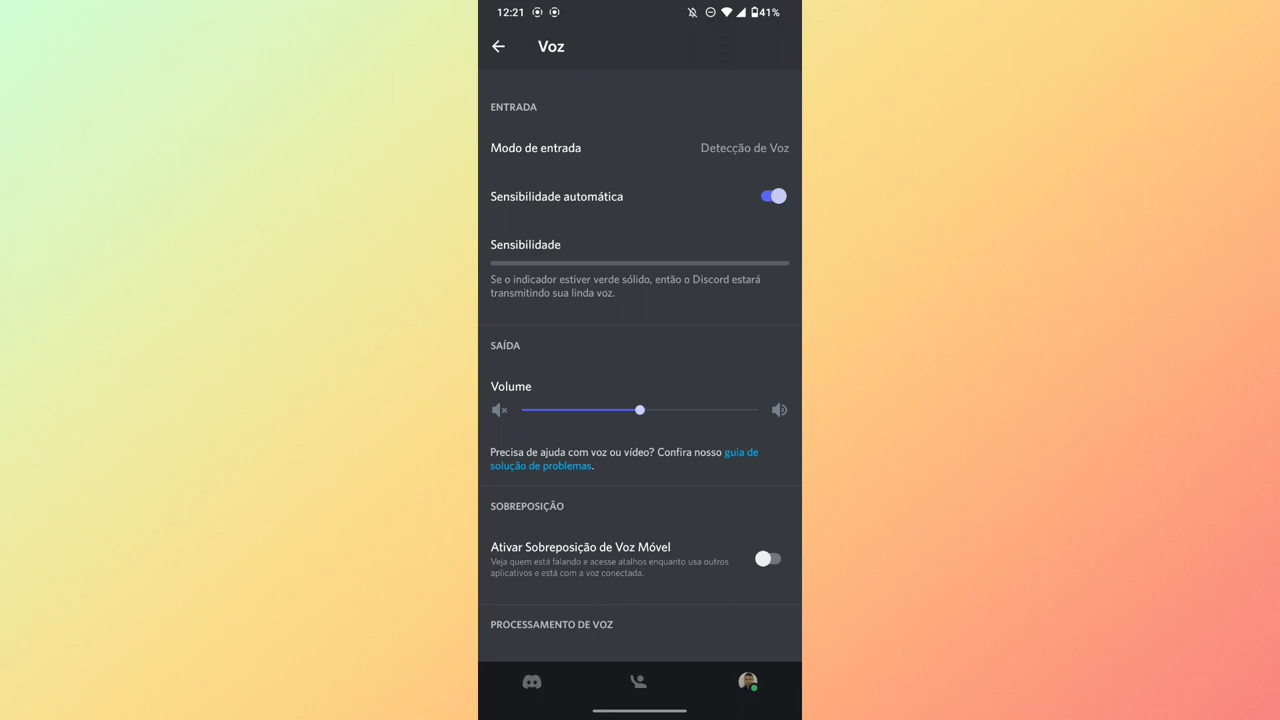 12:21
41%
Voz
ENTRADA
Modo de entrada
Detecção de Voz
Sensibilidade automática
Sensibilidade
Se o indicador estiver verde sólido, então o Discord estará
transmitindo sua linda voz.
SAÍDA
Volume
Precisa de ajuda com voz ou vídeo? Confira nosso guia de
solução de problemas.
SOBREPOSIÇÃO
Ativar Sobreposição de Voz Móvel
Veja quem está falando e acesse atalhos enquanto usa outros
aplicativos e está com a voz conectada.
PROCESSAMENTO DE VOZ